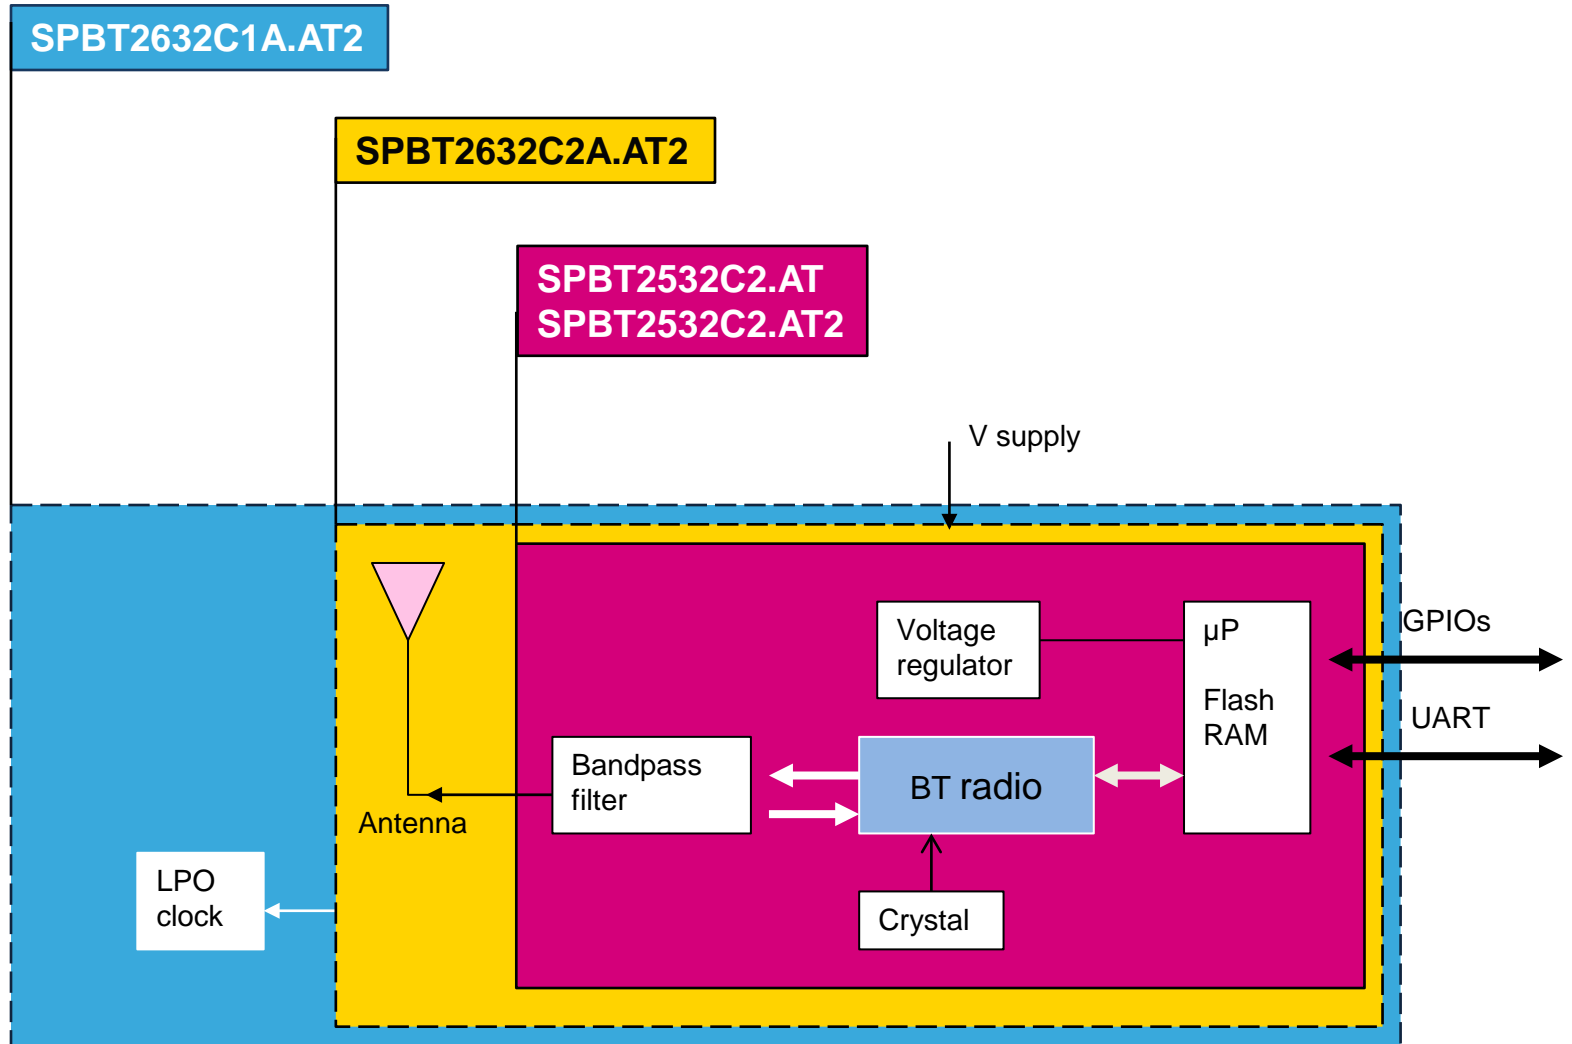 SPBT2632C1A.AT2
SPBT2632C2A.AT2
SPBT2532C2.AT
SPBT2532C2.AT2
V supply
Voltage
regulator
µP
Flash
RAM
GPIOs
UART
Bandpass
filter
BT radio
Antenna
LPO
clock
Crystal